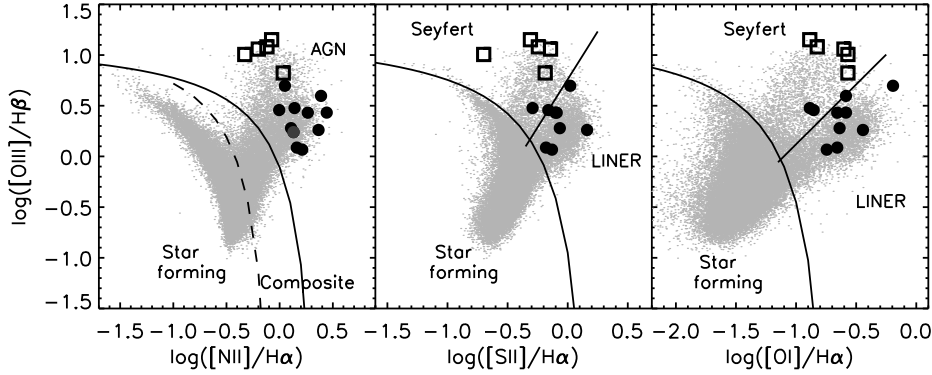 1.5
1.0
0.5
0.0
−0.5
−1.0
−1.5
log([OIII]/Hβ)
AGN
Star
forming
Composite
−1.5 −1.0 −0.5 0.0 0.5
log([NII]/Hα)
Seyfert
LINER
Star
forming
−1.5 −1.0 −0.5 0.0 0.5
log([SII]/Hα)
Seyfert
LINER
Star
forming
−2.0 −1.5 −1.0 −0.5 0.0
log([OI]/Hα)